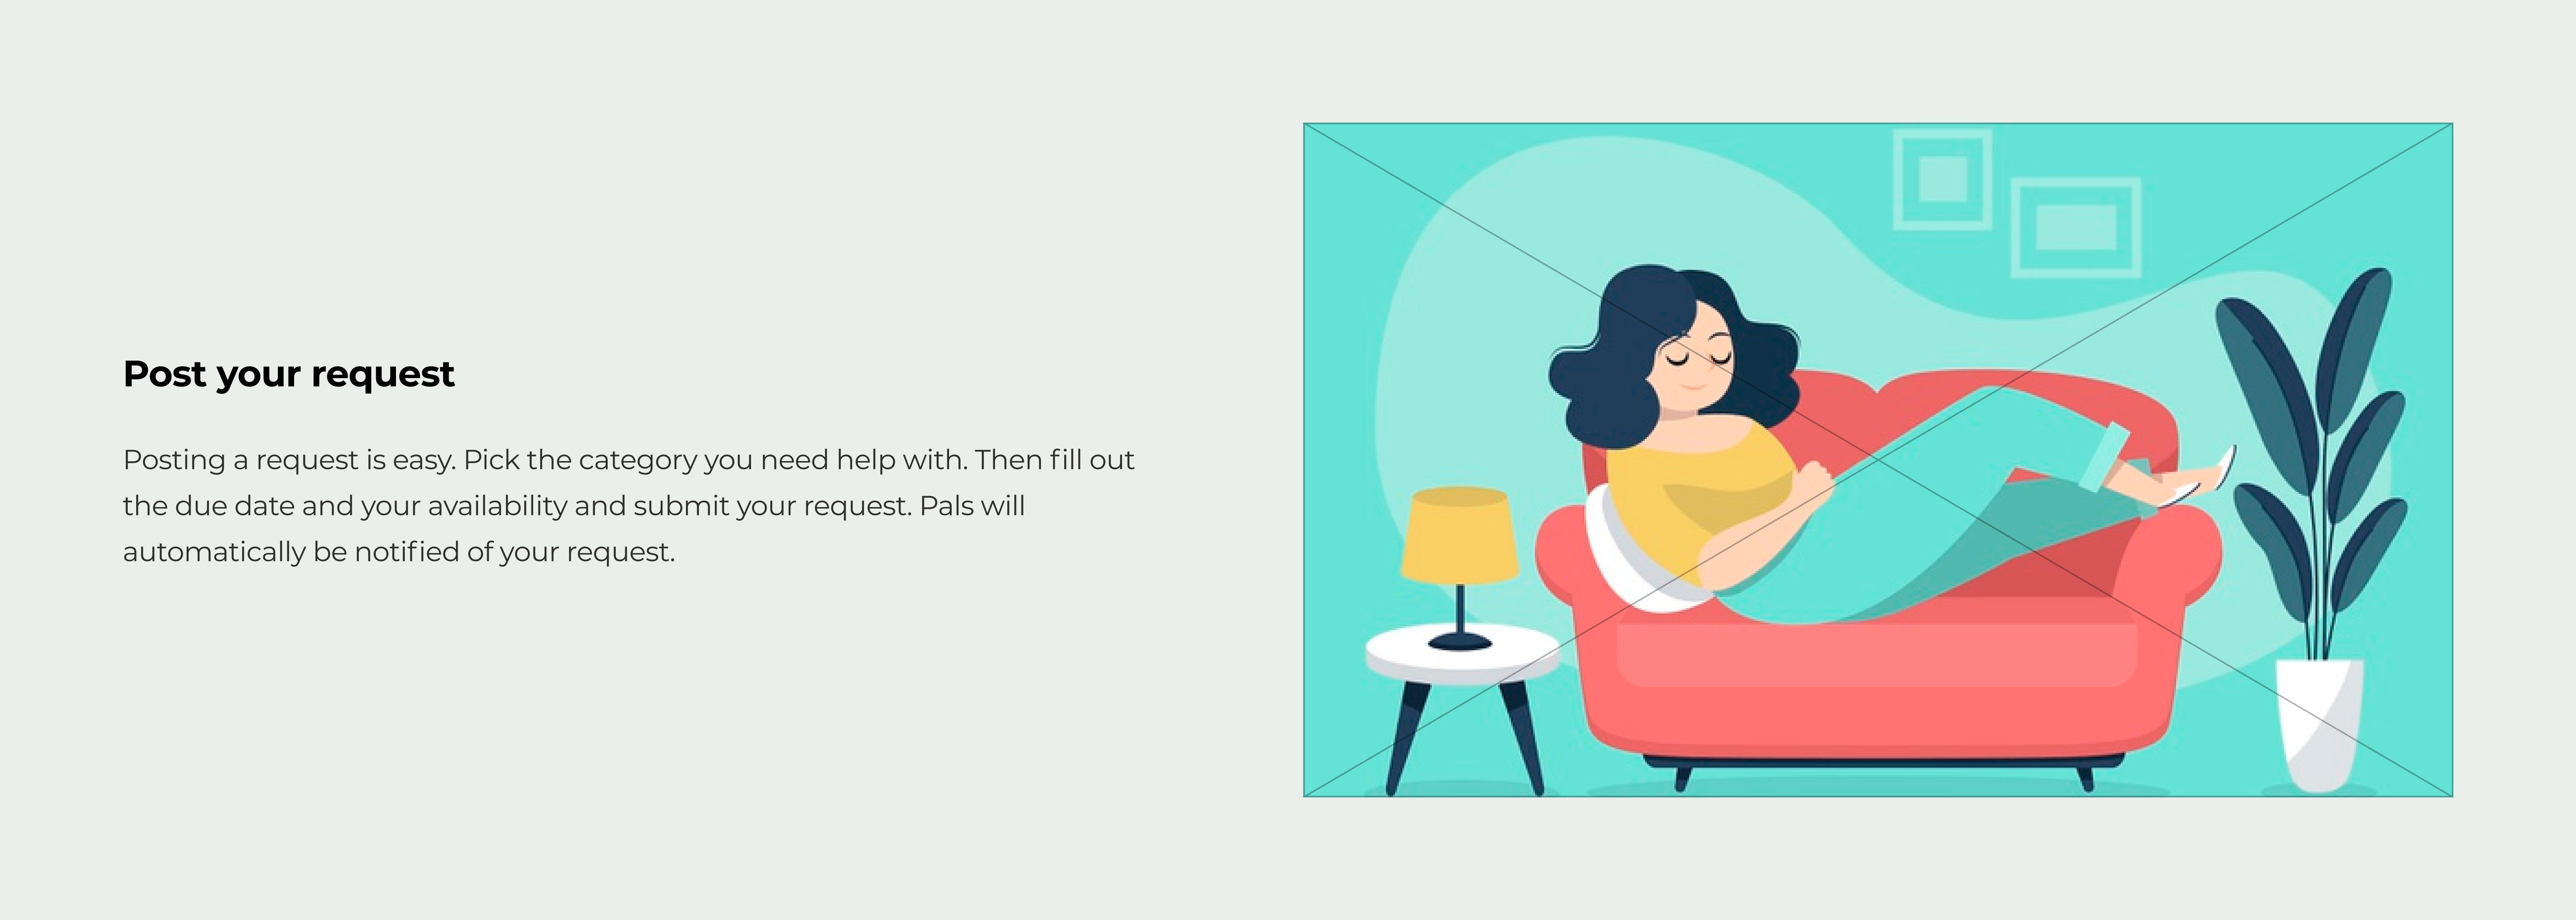 Post your request
Posting a request is easy. Pick the category you need help with. Then fill out
the due date and your availability and submit your request. Pals will
automatically be notified of your request.